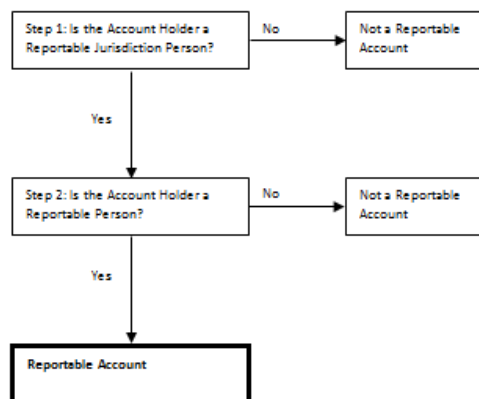 Step 1: Is the Account Holder a
Reportable Jurisdiction Person?
No
Not a Reportable
Account
Yes
Step 2: Is the Account Holder a
Reportable Person?
No
Not a Reportable
Account
Yes
Reportable Account